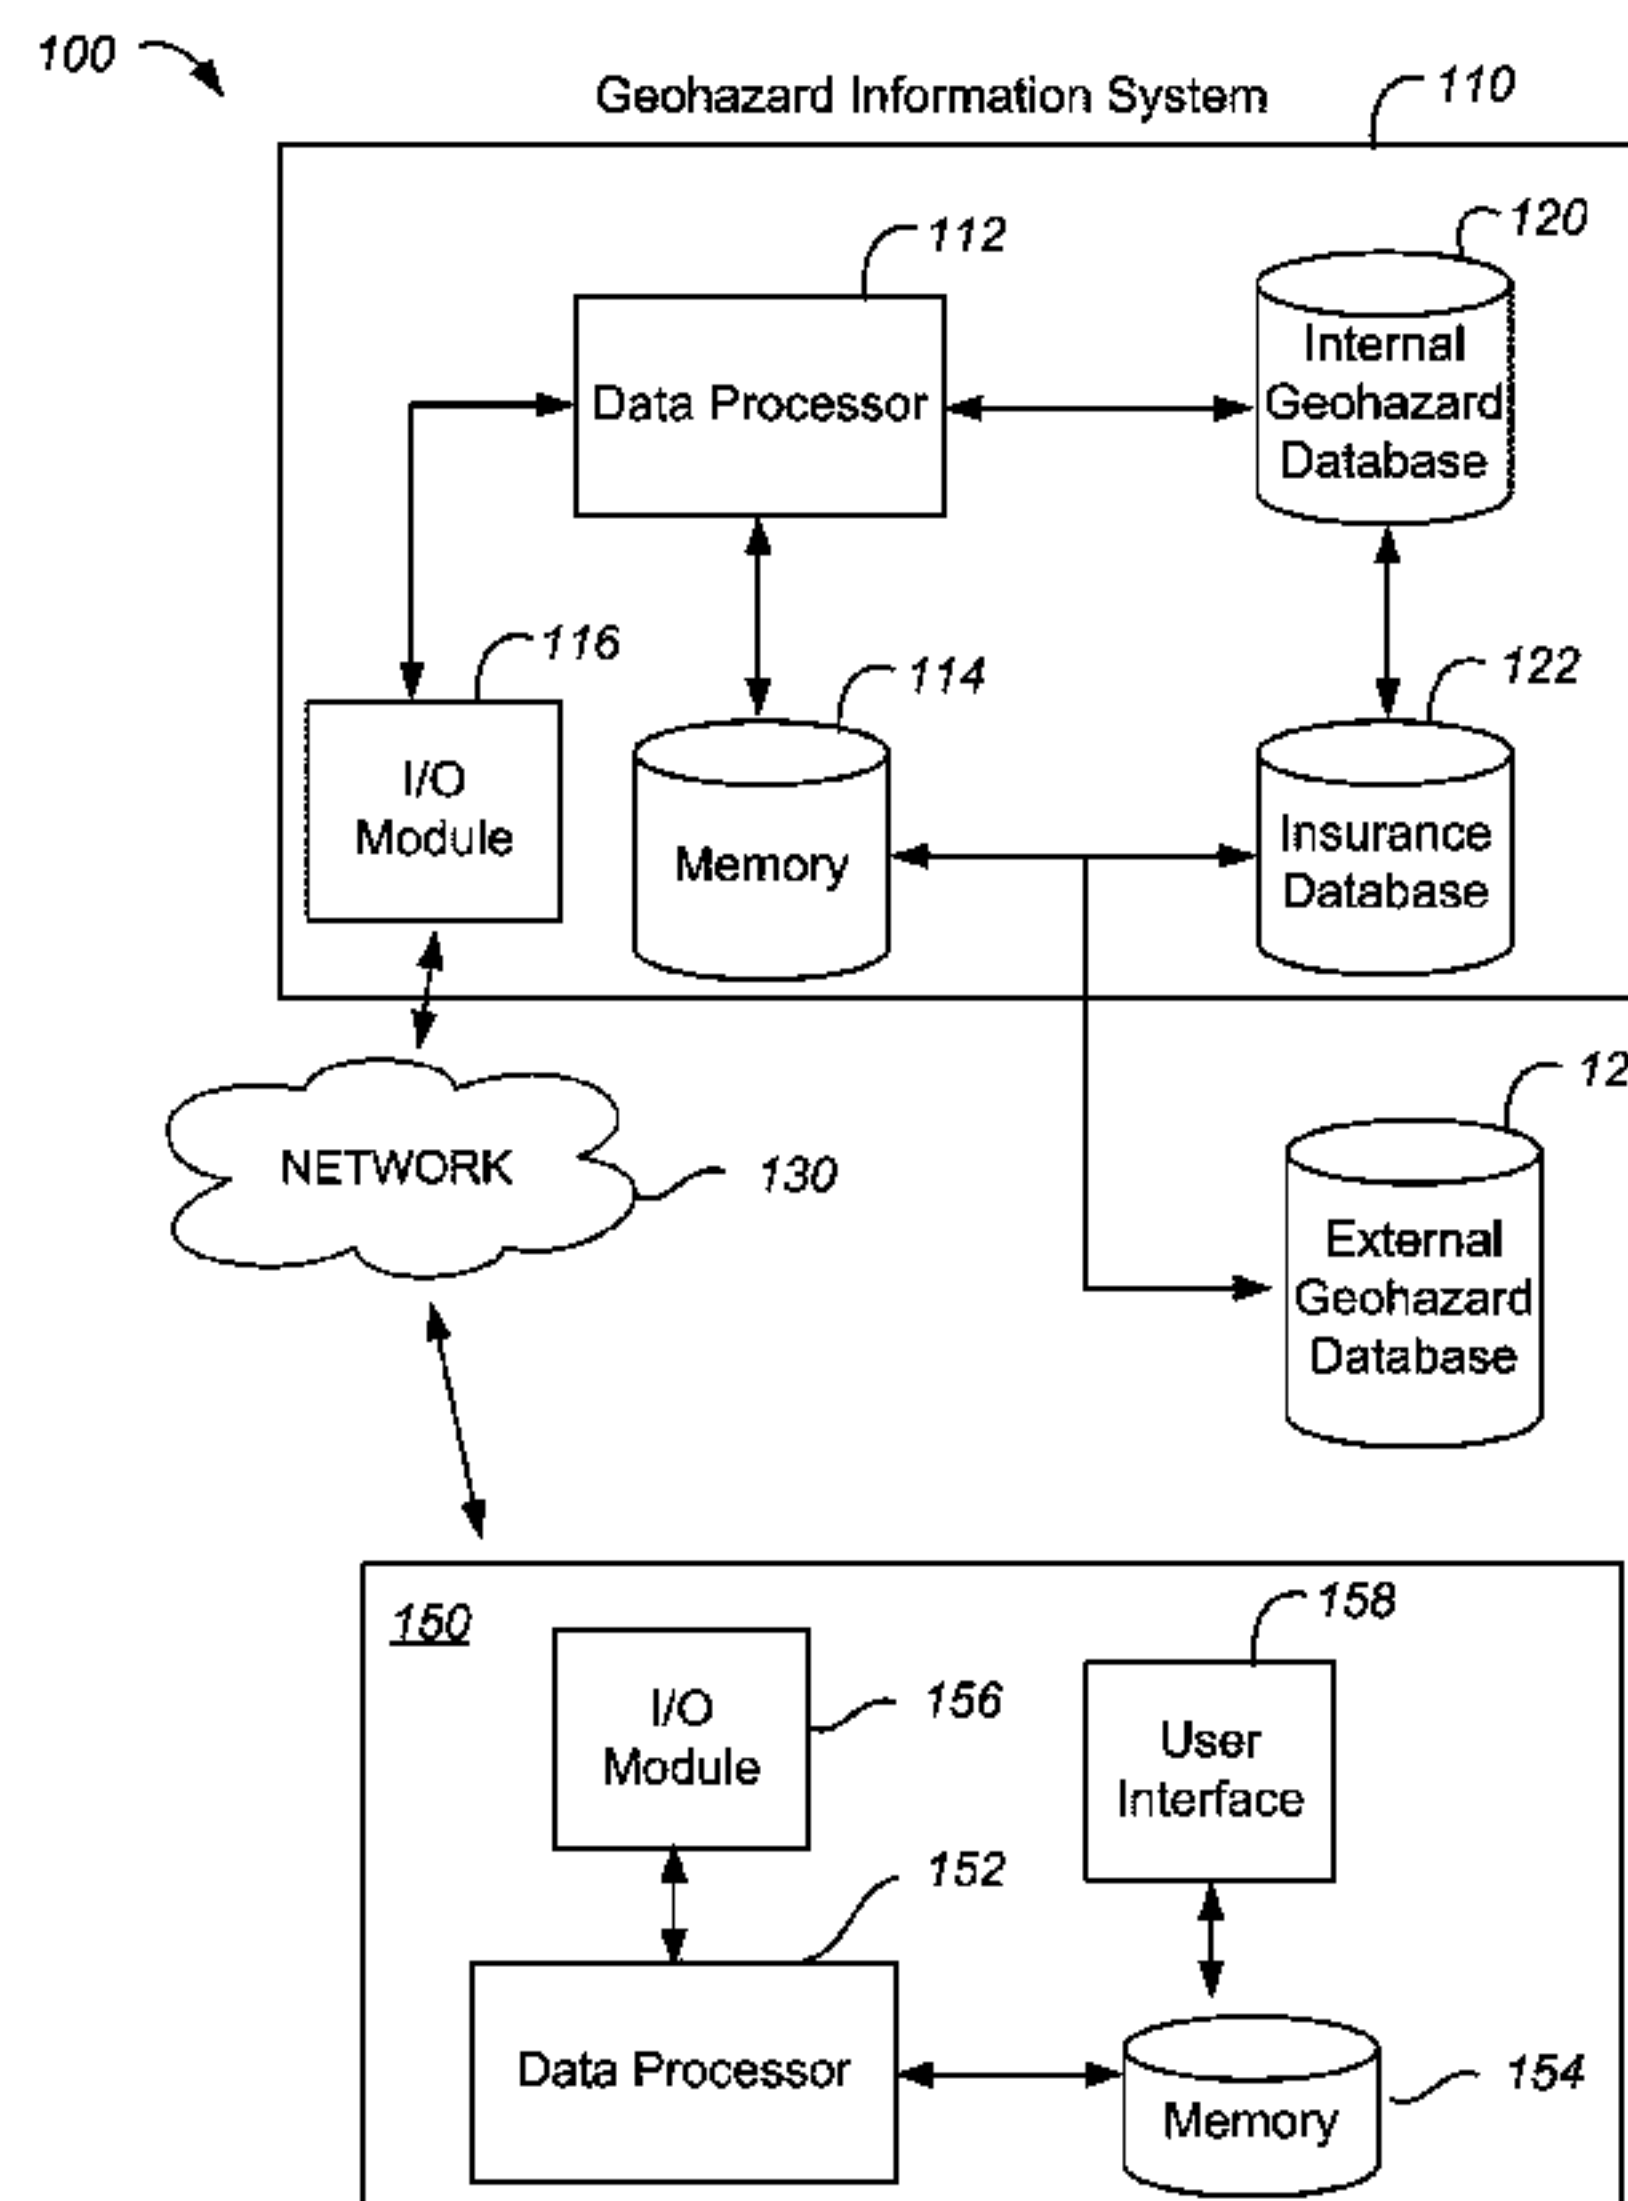 100
Geohazard Information System
110
112
120
Data Processor
Internal
Geohazard
Database
116
114
122
I/O
Module
Memory
Insurance
Database
NETWORK
130
12
External
Geohazard
Database
150
158
I/O
Module
156
User
Interface
152
Data Processor
Memory
154